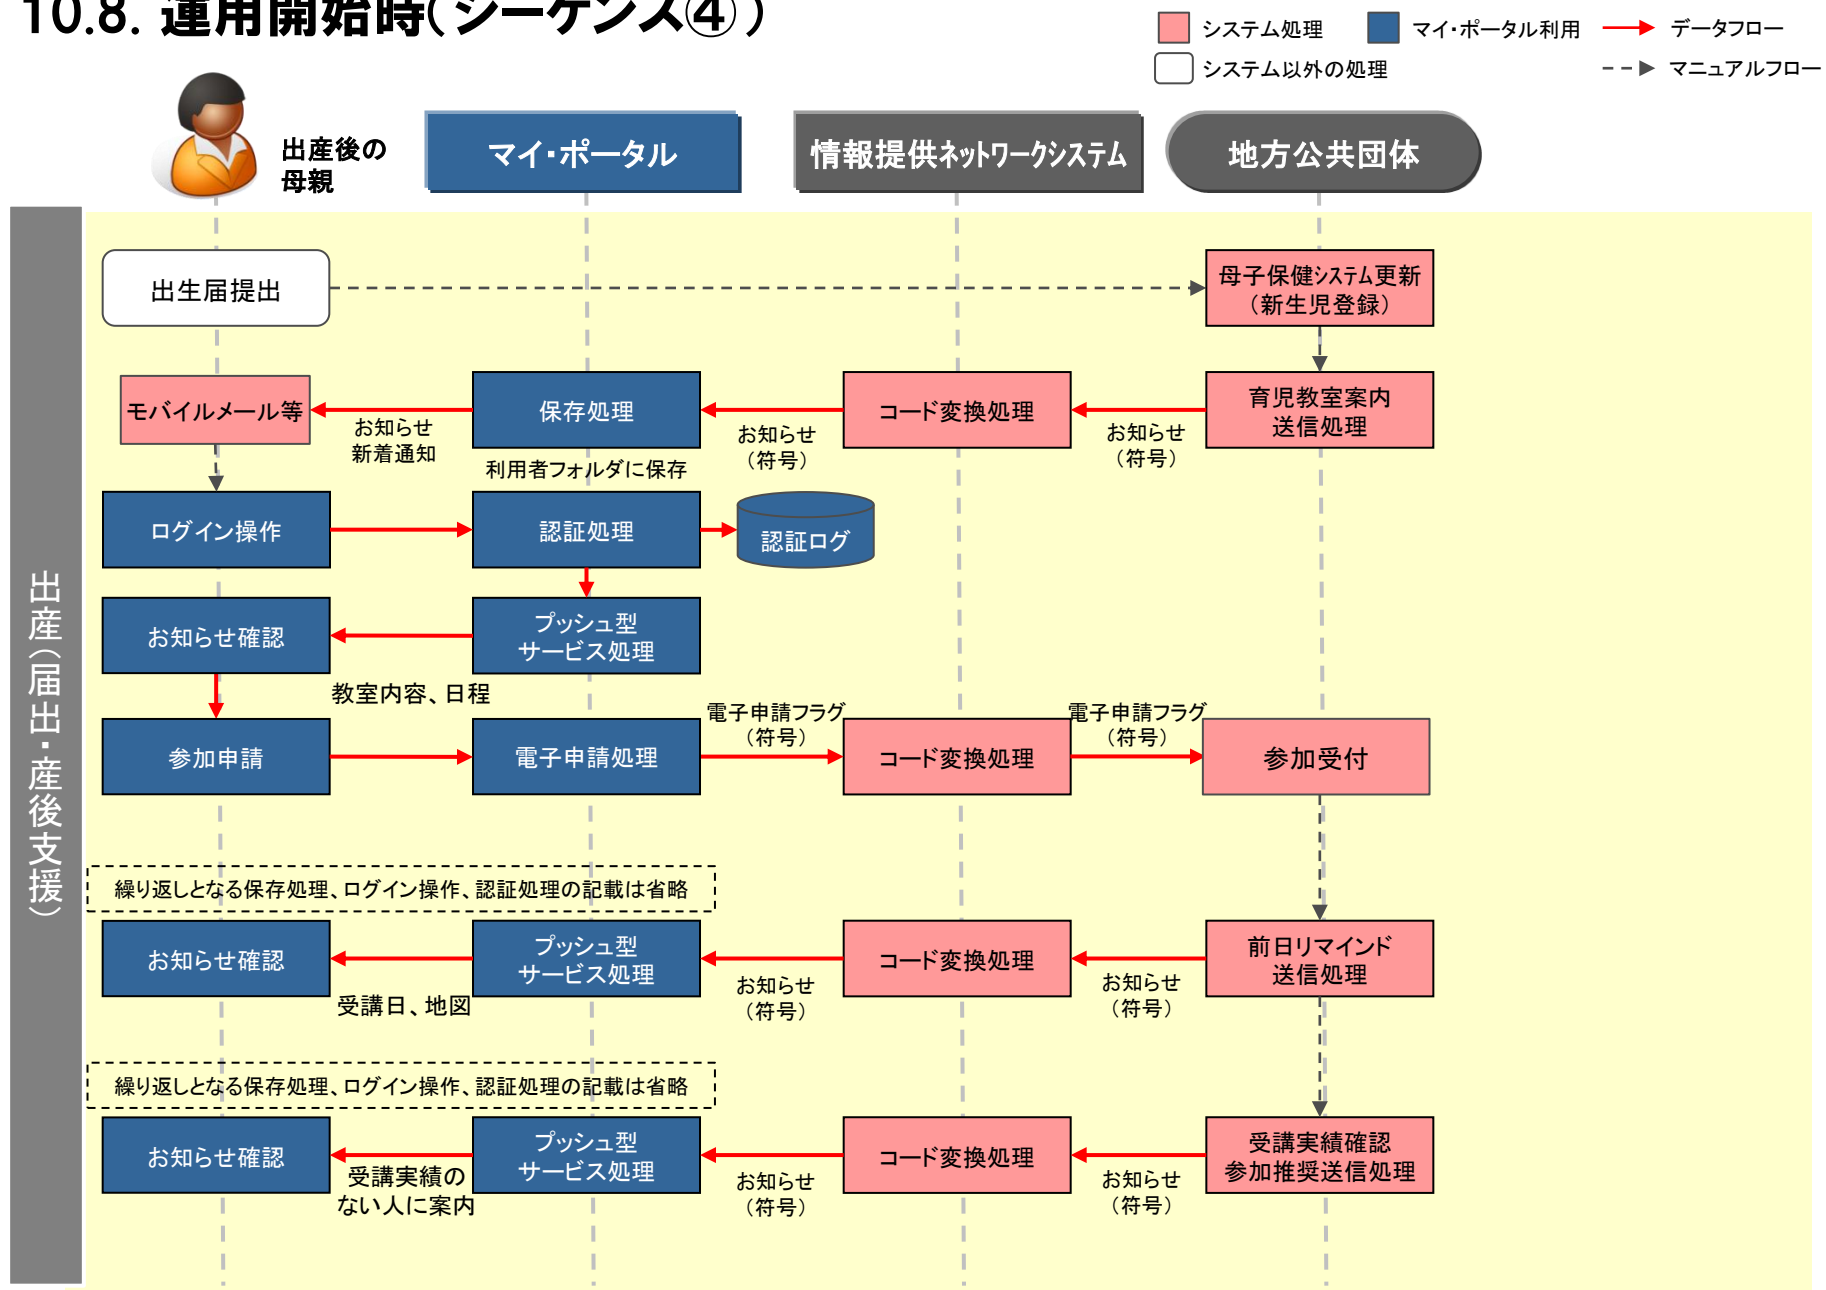 10.8. 運用開始時(シーケンス④)
システム処理
マイ・ポータル利用
データフロー
システム以外の処理
マニュアルフロー
出産後の
母親
マイ・ポータル
情報提供ネットワークシステム
地方公共団体
出産(届出・産後支援)
出生届提出
母子保健システム更新
(新生児登録)
モバイルメール等
お知らせ
新着通知
保存処理
利用者フォルダに保存
お知らせ
(符号)
コード変換処理
お知らせ
(符号)
育児教室案内
送信処理
ログイン操作
認証処理
認証ログ
お知らせ確認
プッシュ型
サービス処理
教室内容、日程
参加申請
電子申請処理
電子申請フラグ
(符号)
コード変換処理
電子申請フラグ
(符号)
参加受付
繰り返しとなる保存処理、ログイン操作、認証処理の記載は省略
お知らせ確認
受講日、地図
プッシュ型
サービス処理
お知らせ
(符号)
コード変換処理
お知らせ
(符号)
前日リマインド
送信処理
繰り返しとなる保存処理、ログイン操作、認証処理の記載は省略
お知らせ確認
受講実績の
ない人に案内
プッシュ型
サービス処理
お知らせ
(符号)
コード変換処理
お知らせ
(符号)
受講実績確認
参加推奨送信処理